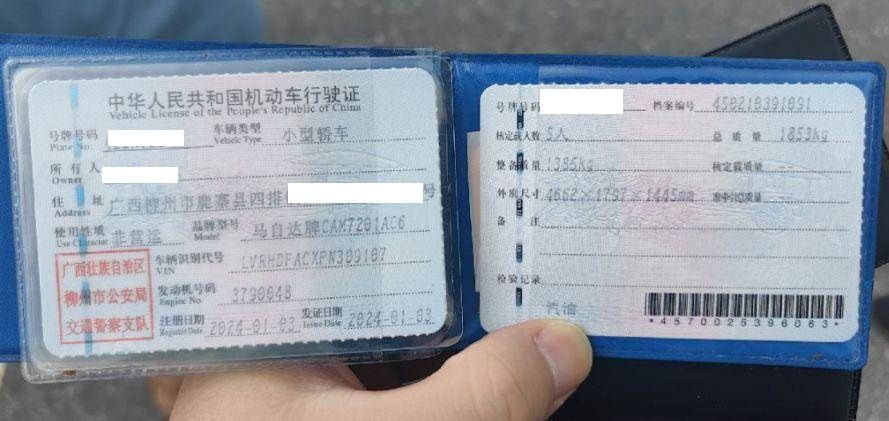 中华人民共和国机动车行驶证
Vehicle License of the People's Republic of China
号牌号码
Plate No.
车辆类型 小型轿车
Vehicle Type
所有人
Owner
住址 广西柳州市鹿寨县四排 号
Address
使用性质 非营运
Use Character
品牌型号 马自达牌CAM7201AC6
Model
车辆识别代号
VIN
发动机号码 3790048
Engine No.
注册日期 2024-01-03
Register Date
发证日期 2024-01-03
Issue Date
广西壮族自治区
柳州市公安局
交通警察支队
号牌号码 档案编号
核定载人数 5人 总质量 1853kg
整备质量 1385kg 核定载质量
外廓尺寸 4662×1797×1445mm 准牵引总质量
备注
检验记录
汽油
*4570025396063*